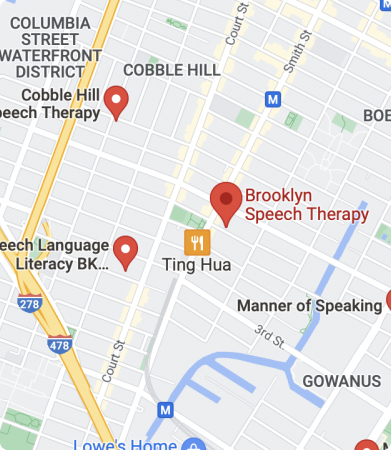 COLUMBIA
STREET
WATERFRONT
DISTRICT
Court St
Smith St
M
COBBLE HILL
Cobble Hill
peech Therapy
M
BOE
Brooklyn
Speech Therapy
eech Language
Literacy BK...
Ting Hua
278
Manner of Speaking
3rd St.
478
Court St
GOWANUS
M
Lowe's Home